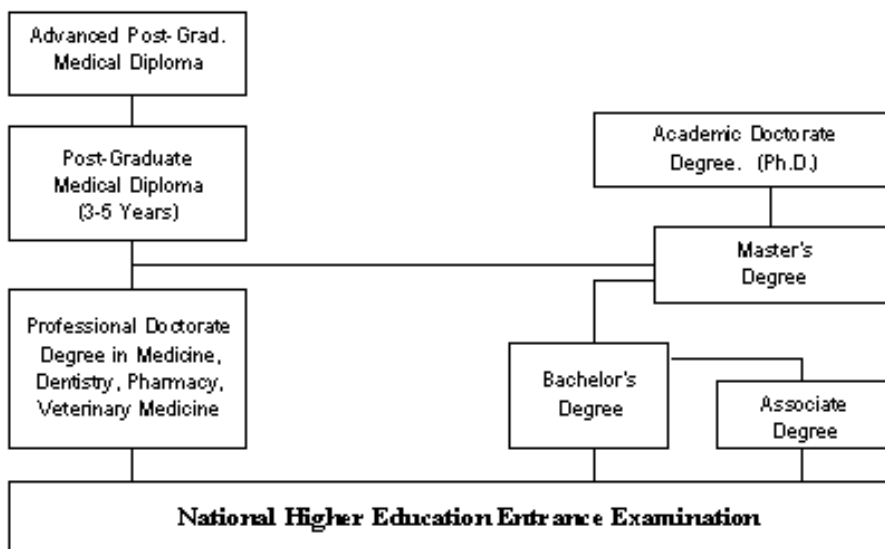 Advanced Post-Grad.
Medical Diploma
Post-Graduate
Medical Diploma
(3-5 Years)
Academic Doctorate
Degree. (Ph.D.)
Master's
Degree
Professional Doctorate
Degree in Medicine,
Dentistry, Pharmacy,
Veterinary Medicine
Bachelor's
Degree
Associate
Degree
National Higher Education Entrance Examination